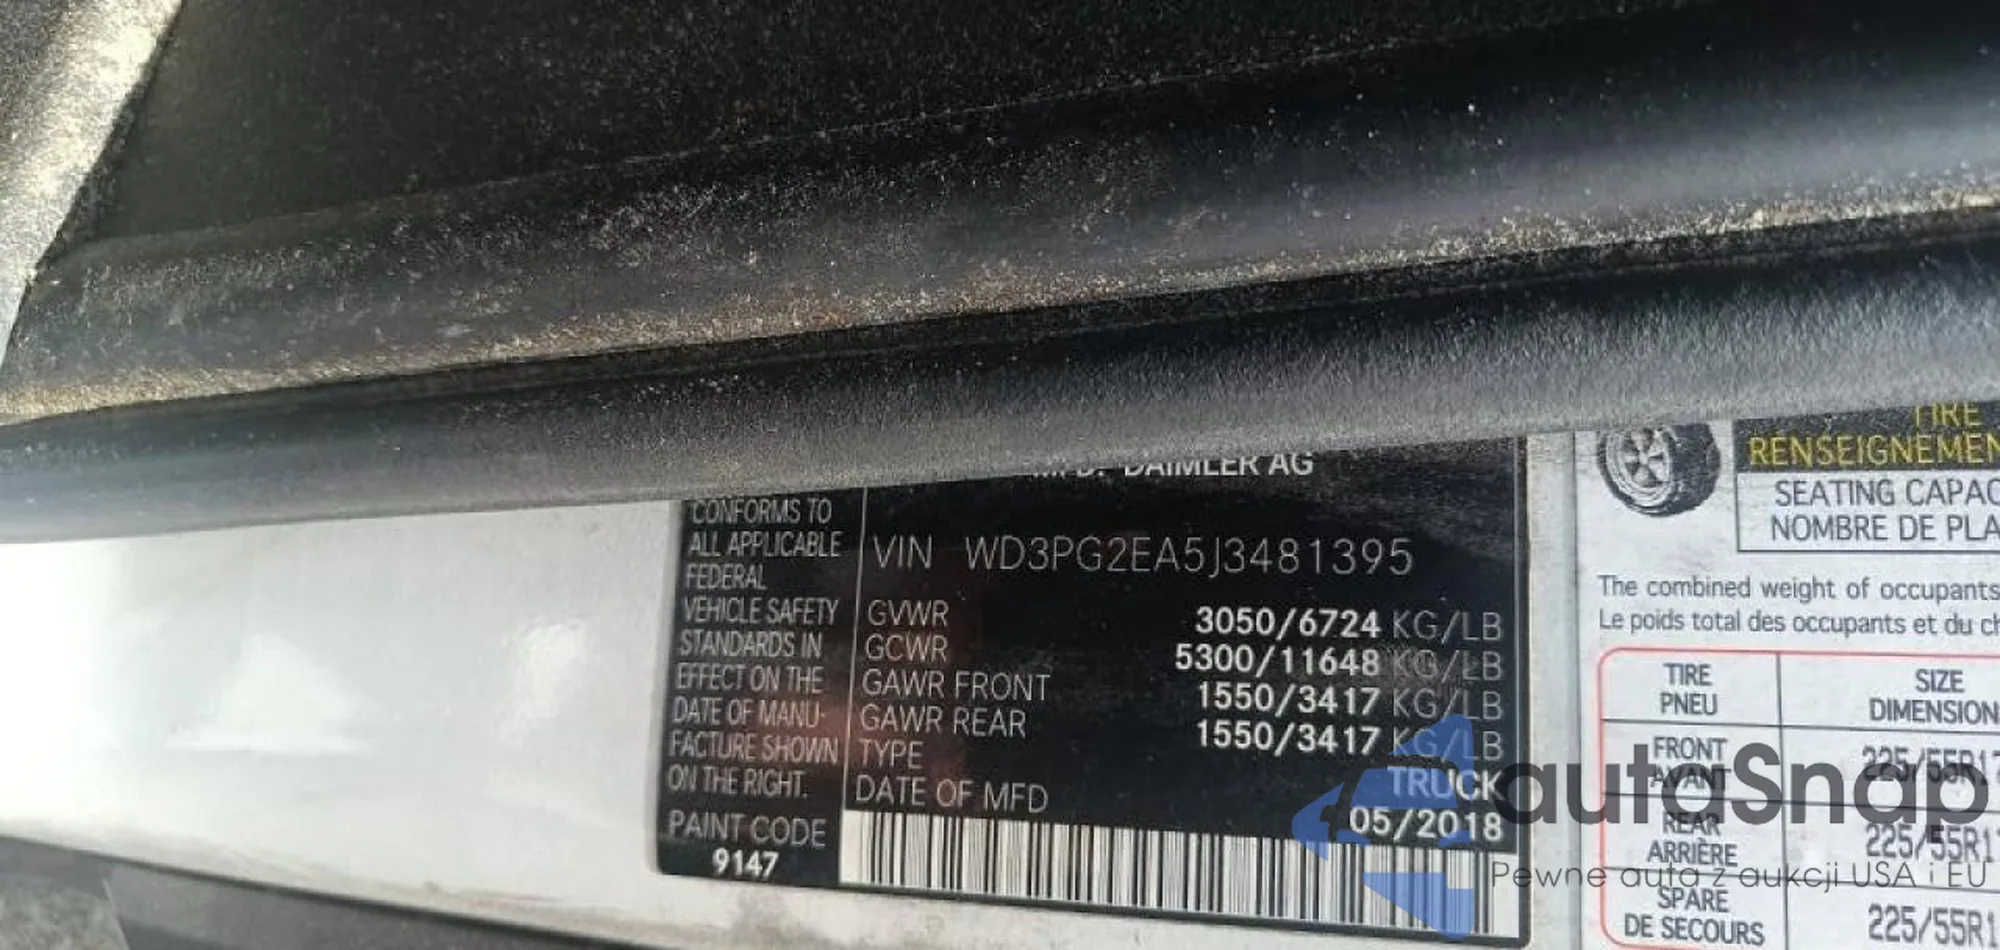 MFD. DAIMLER AG
CONFORMS TO
ALL APPLICABLE
FEDERAL
VEHICLE SAFETY
STANDARDS IN
EFFECT ON THE
DATE OF MANU-
FACTURE SHOWN
ON THE RIGHT.
PAINT CODE
9147
VIN WD3PG2EA5J3481395
GVWR 3050/6724 KG/LB
GCWR 5300/11648 KG/LB
GAWR FRONT 1550/3417 KG/LB
GAWR REAR 1550/3417 KG/LB
TYPE TRUCK
DATE OF MFD 05/2018
TIRE
RENSEIGNEMEN
SEATING CAPAC
NOMBRE DE PLA
The combined weight of occupants
Le poids total des occupants et du ch
TIRE SIZE
PNEU DIMENSION
FRONT 225/55R17
AVANT
REAR 225/55R17
ARRIÈRE
SPARE 225/55R1
DE SECOURS
autoSnap
Pewne auta z aukcji USA i EU